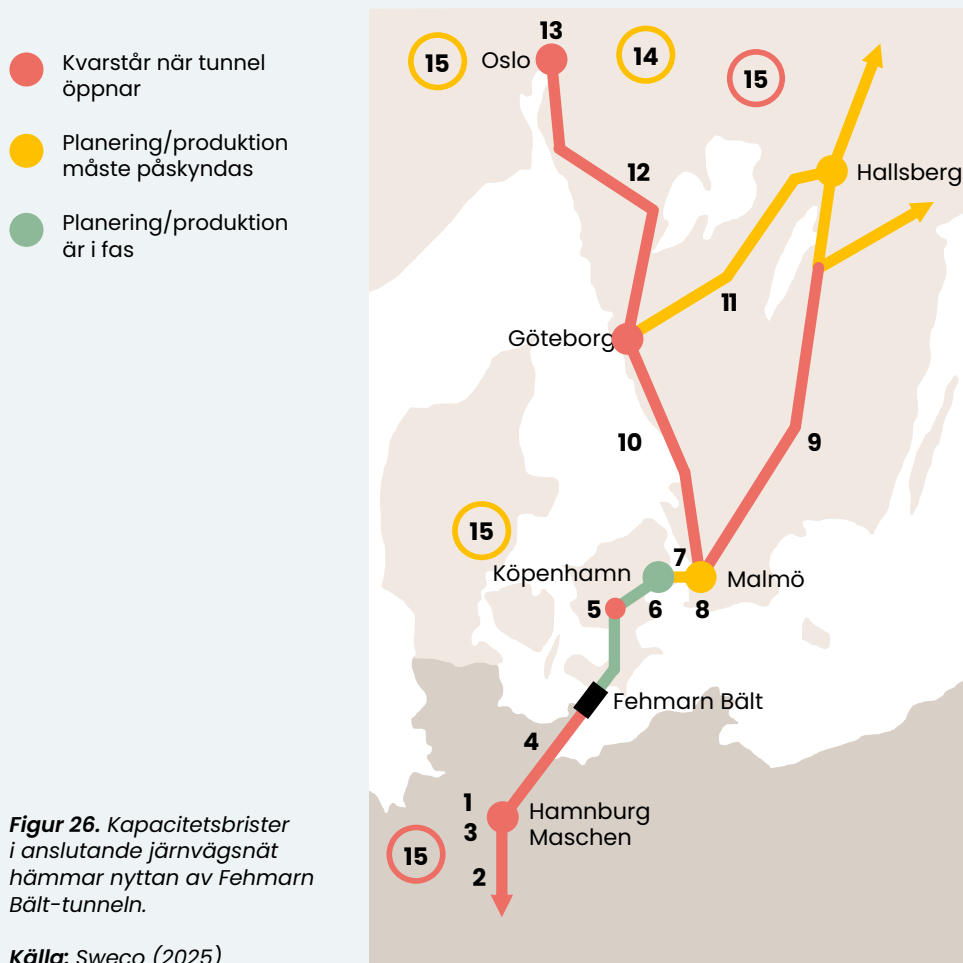 Kvarstår när tunnel
öppnar
Planering/produktion
måste påskyndas
Planering/produktion
är i fas
13
15
Oslo
14
15
12
Hallsberg
11
Göteborg
10
9
15
7
Köpenhamn
Malmö
5
6
8
Fehmarn Bält
4
1
Hamnburg
3
Maschen
15
2
Figur 26. Kapacitetsbrister
i anslutande järnvägsnät
hämmar nyttan av Fehmarn
Bält-tunneln.
Källa: Sweco (2025)